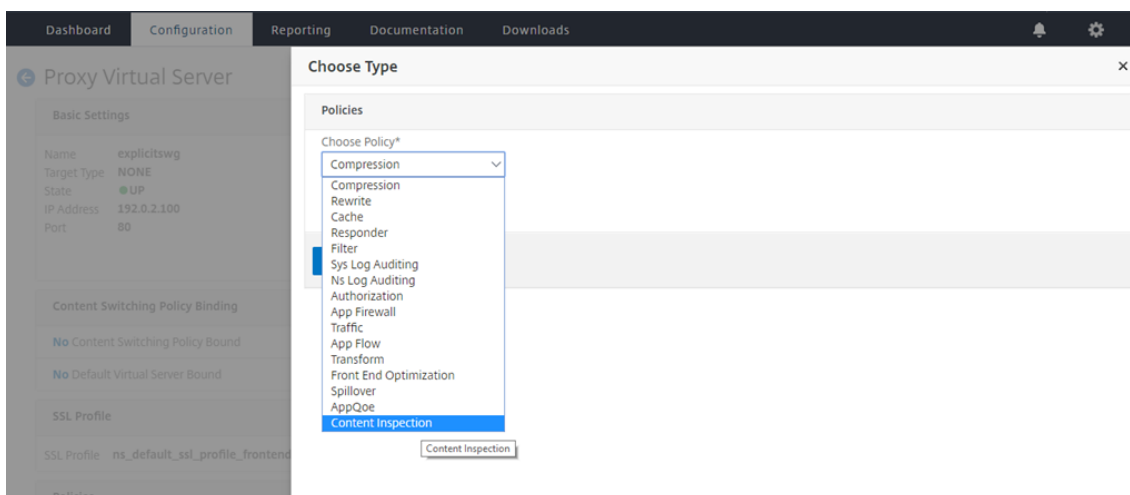 Dashboard Configuration Reporting Documentation Downloads
Proxy Virtual Server
Basic Settings
Name explicitswg
Target Type NONE
State UP
IP Address 192.0.2.100
Port 80
Content Switching Policy Binding
No Content Switching Policy Bound
No Default Virtual Server Bound
SSL Profile
SSL Profile ns_default_ssl_profile_frontend
Choose Type ×
Policies
Choose Policy*
Compression
Compression
Rewrite
Cache
Responder
Filter
Sys Log Auditing
Ns Log Auditing
Authorization
App Firewall
Traffic
App Flow
Transform
Front End Optimization
Spillover
AppQoe
Content Inspection
Content Inspection